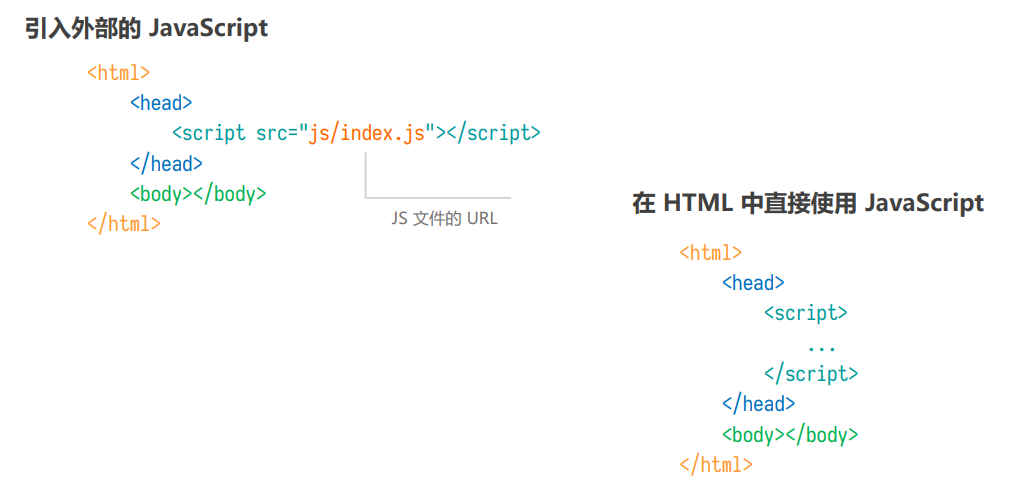 引入外部的 JavaScript
<html>
<head>
<script src="js/index.js"></script>
</head>
<body></body>
</html>
JS 文件的 URL
在 HTML 中直接使用 JavaScript
<html>
<head>
<script>
...
</script>
</head>
<body></body>
</html>